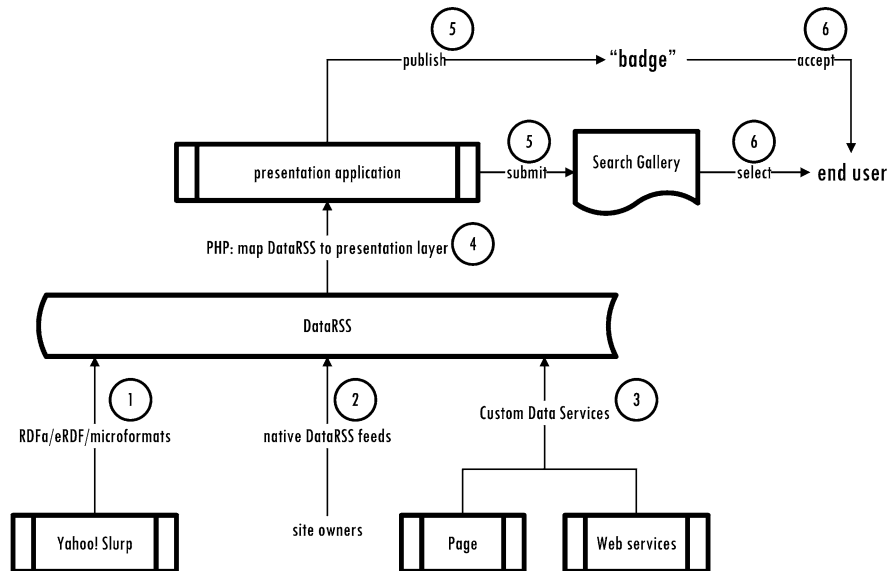 5
6
publish
“badge”
accept
5
6
presentation application
submit
Search Gallery
select
end user
PHP: map DataRSS to presentation layer
4
DataRSS
1
2
3
RDFa/eRDF/microformats
native DataRSS feeds
Custom Data Services
site owners
Yahoo! Slurp
Page
Web services